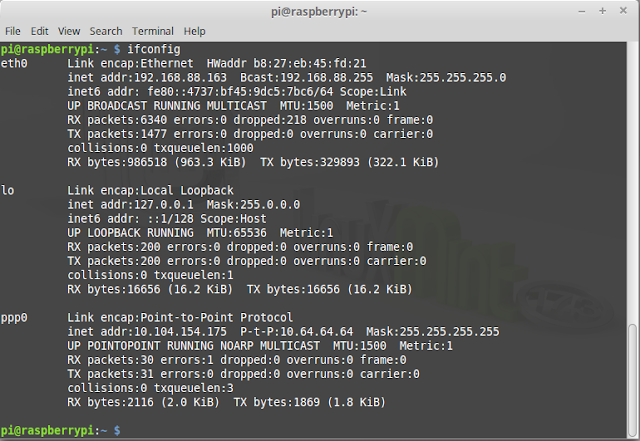 pi@raspberrypi: ~
File Edit View Search Terminal Help
pi@raspberrypi:~ $ ifconfig
eth0 Link encap:Ethernet HWaddr b8:27:eb:45:fd:21
inet addr:192.168.88.163 Bcast:192.168.88.255 Mask:255.255.255.0
inet6 addr: fe80::4737:bf45:9dc5:7bc6/64 Scope:Link
UP BROADCAST RUNNING MULTICAST MTU:1500 Metric:1
RX packets:6340 errors:0 dropped:218 overruns:0 frame:0
TX packets:1477 errors:0 dropped:0 overruns:0 carrier:0
collisions:0 txqueuelen:1000
RX bytes:986518 (963.3 KiB) TX bytes:329893 (322.1 KiB)
lo Link encap:Local Loopback
inet addr:127.0.0.1 Mask:255.0.0.0
inet6 addr: ::1/128 Scope:Host
UP LOOPBACK RUNNING MTU:65536 Metric:1
RX packets:200 errors:0 dropped:0 overruns:0 frame:0
TX packets:200 errors:0 dropped:0 overruns:0 carrier:0
collisions:0 txqueuelen:1
RX bytes:16656 (16.2 KiB) TX bytes:16656 (16.2 KiB)
ppp0 Link encap:Point-to-Point Protocol
inet addr:10.104.154.175 P-t-P:10.64.64.64 Mask:255.255.255.255
UP POINTOPOINT RUNNING NOARP MULTICAST MTU:1500 Metric:1
RX packets:30 errors:1 dropped:0 overruns:0 frame:0
TX packets:31 errors:0 dropped:0 overruns:0 carrier:0
collisions:0 txqueuelen:3
RX bytes:2116 (2.0 KiB) TX bytes:1869 (1.8 KiB)
pi@raspberrypi:~ $